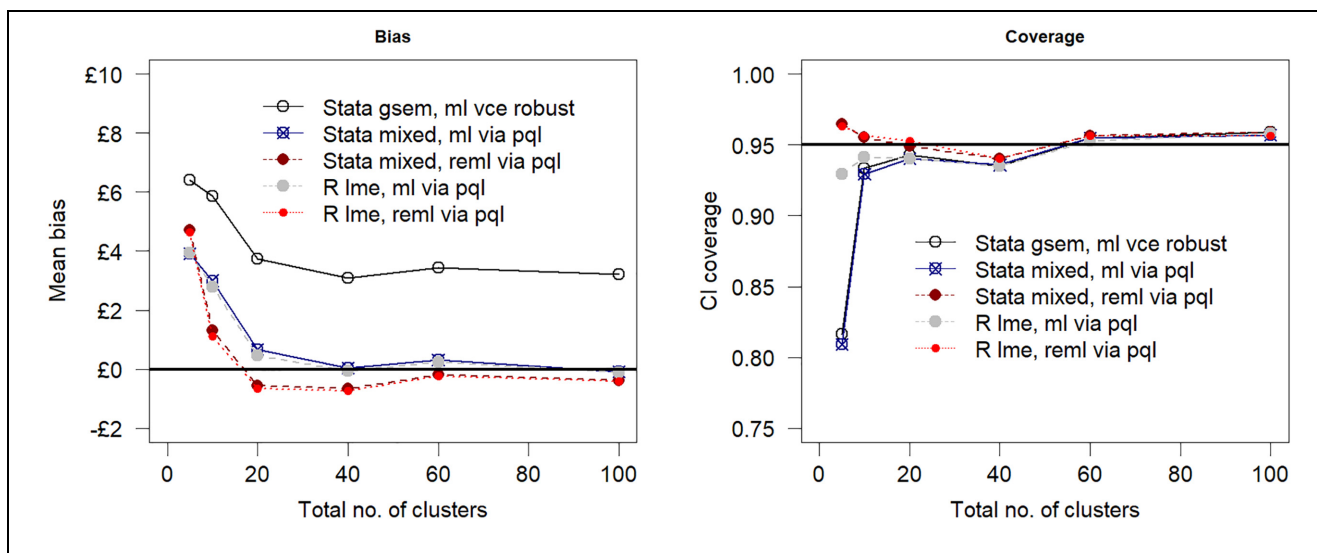 Bias
£10
£8
£6
£4
£2
£0
-£2
Mean bias
Stata gsem, ml vce robust
Stata mixed, ml via pql
Stata mixed, reml via pql
R lme, ml via pql
R lme, reml via pql
0
20
40
60
80
100
Total no. of clusters
Coverage
1.00
0.95
0.90
0.85
0.80
0.75
CI coverage
Stata gsem, ml vce robust
Stata mixed, ml via pql
Stata mixed, reml via pql
R lme, ml via pql
R lme, reml via pql
0
20
40
60
80
100
Total no. of clusters